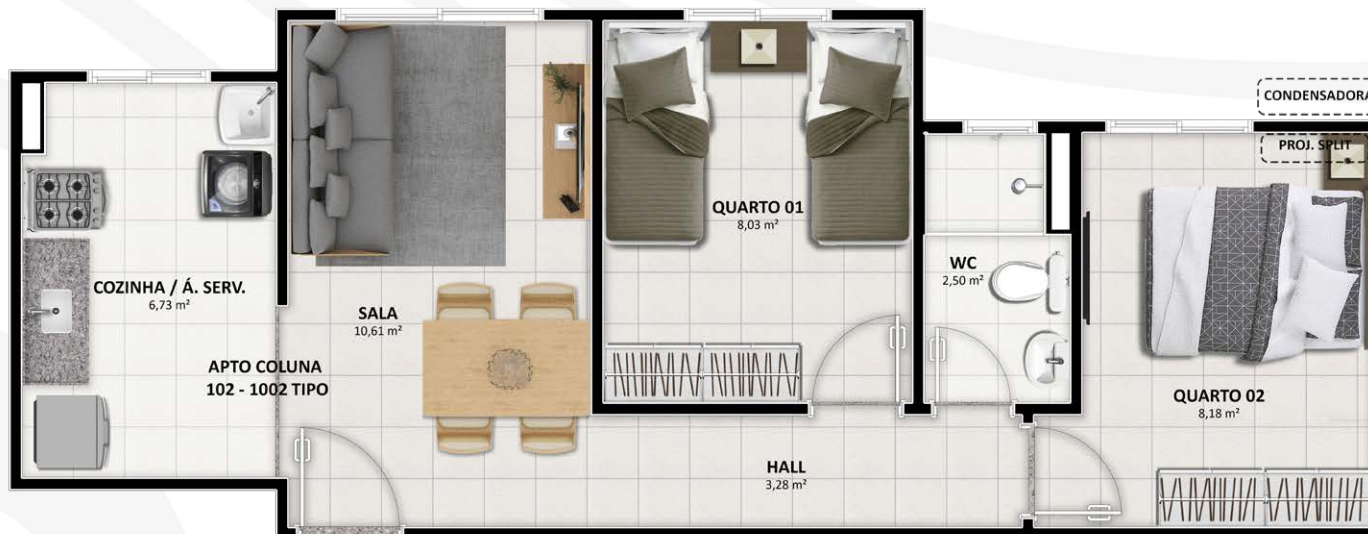 CONDENSADORA
PROJ. SPLIT
QUARTO 01
8,03 m²
WC
2,50 m²
COZINHA / Á. SERV.
6,73 m²
SALA
10,61 m²
APTO COLUNA
102 - 1002 TIPO
QUARTO 02
8,18 m²
HALL
3,28 m²